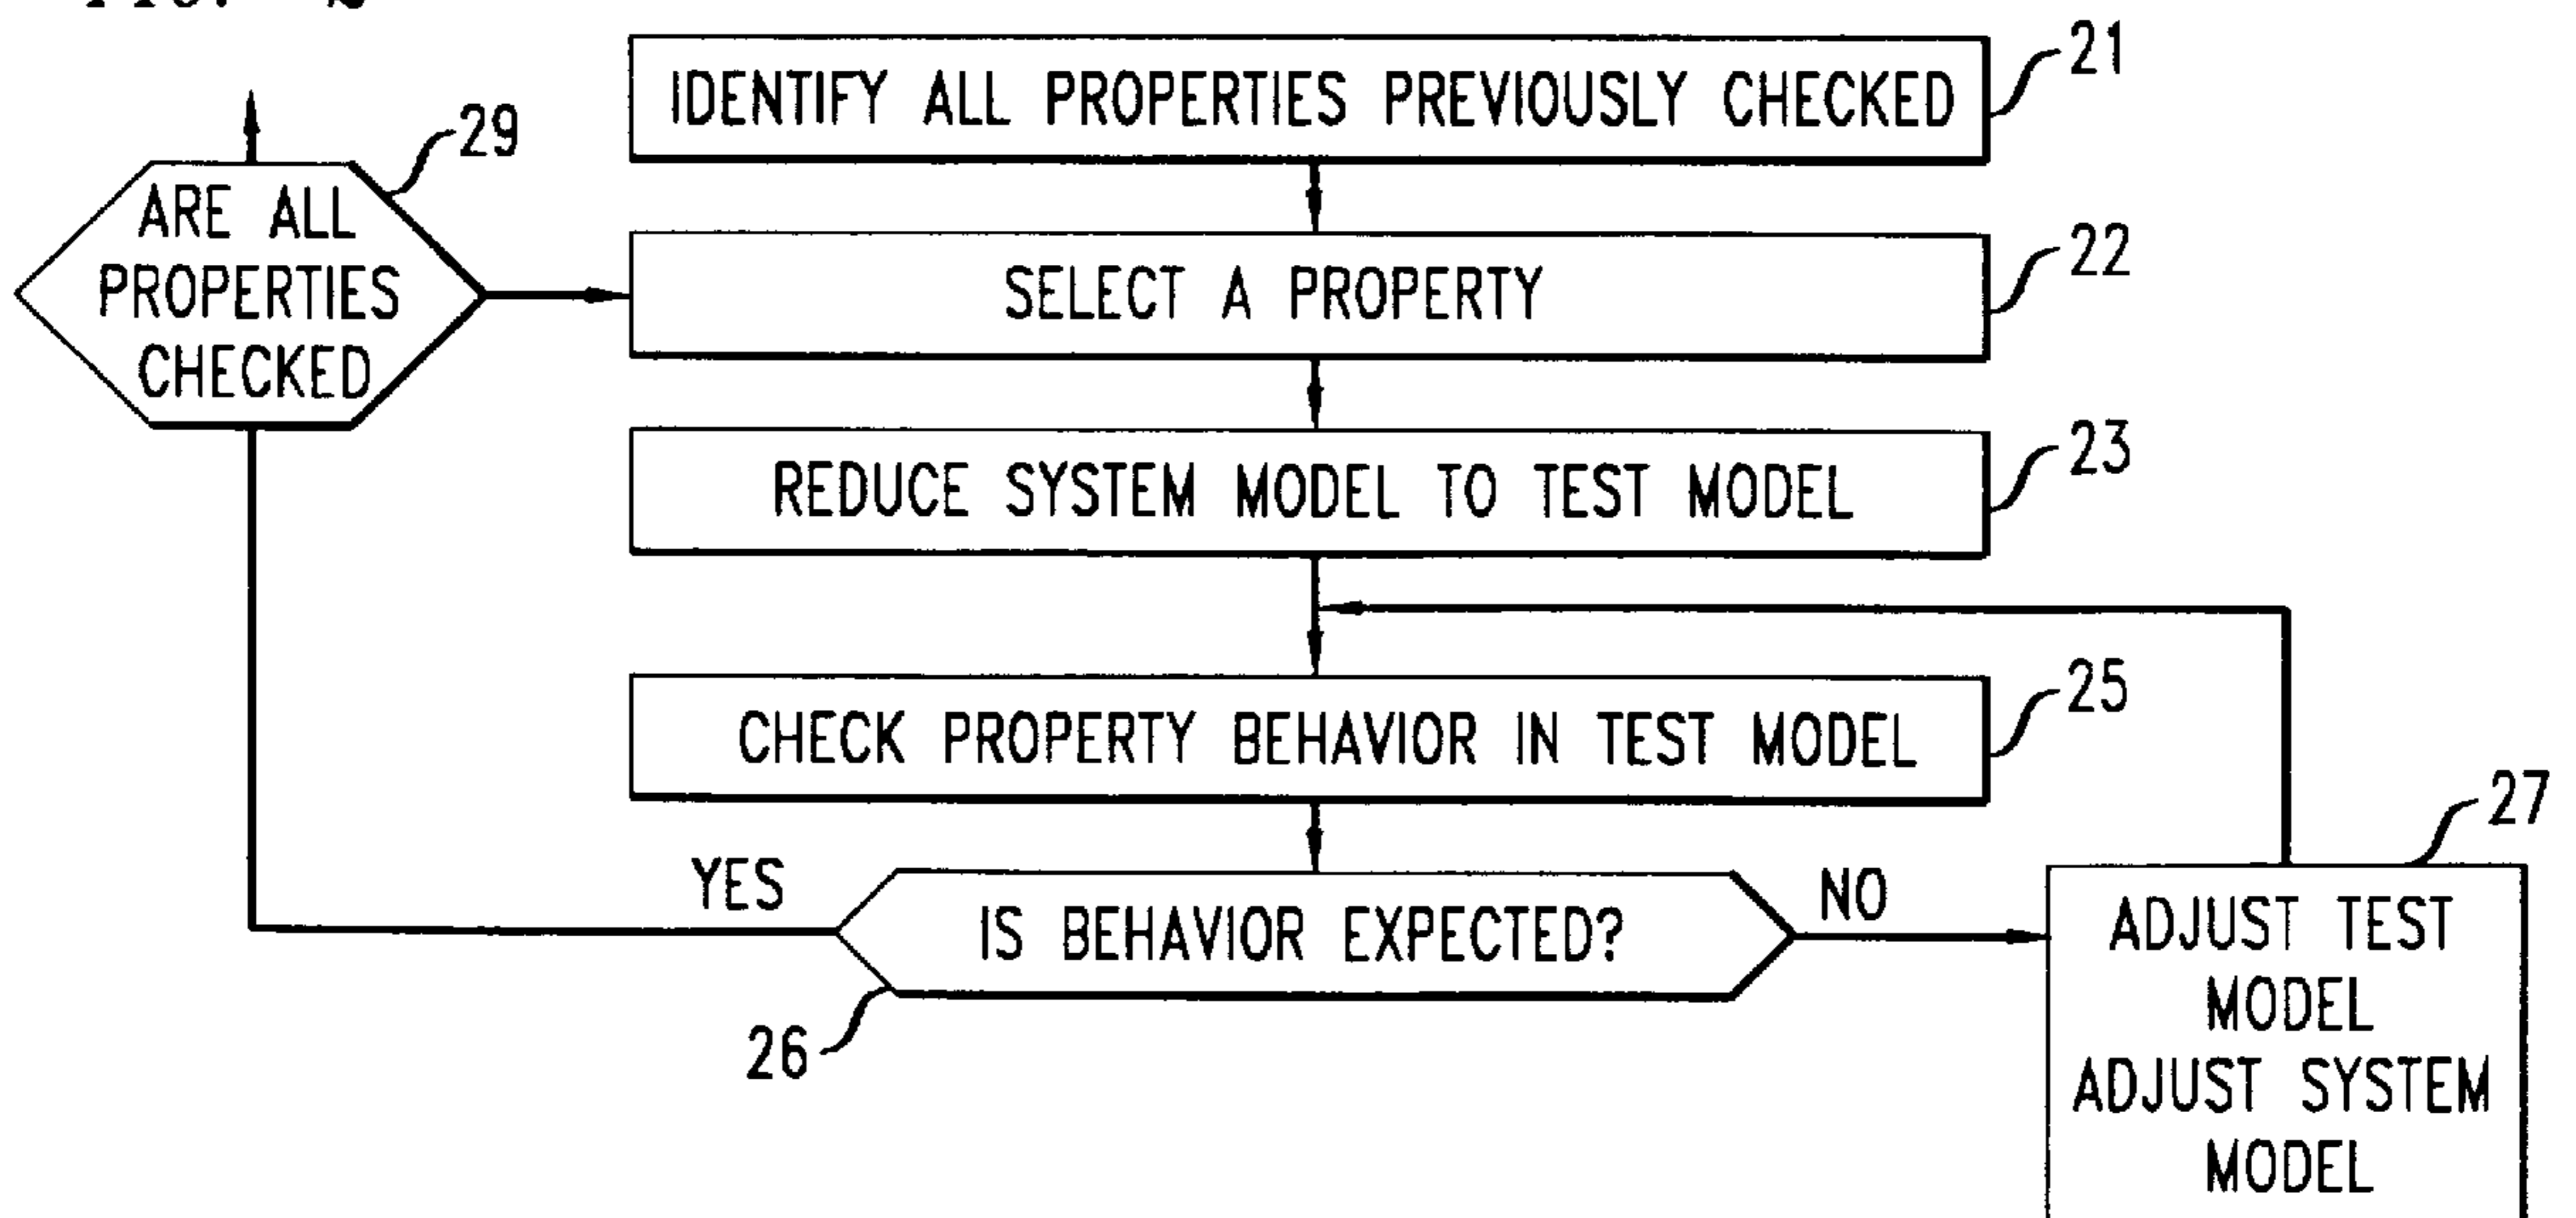 21
IDENTIFY ALL PROPERTIES PREVIOUSLY CHECKED
29
ARE ALL
PROPERTIES
CHECKED
22
SELECT A PROPERTY
23
REDUCE SYSTEM MODEL TO TEST MODEL
25
CHECK PROPERTY BEHAVIOR IN TEST MODEL
27
YES
NO
IS BEHAVIOR EXPECTED?
26
ADJUST TEST
MODEL
ADJUST SYSTEM
MODEL